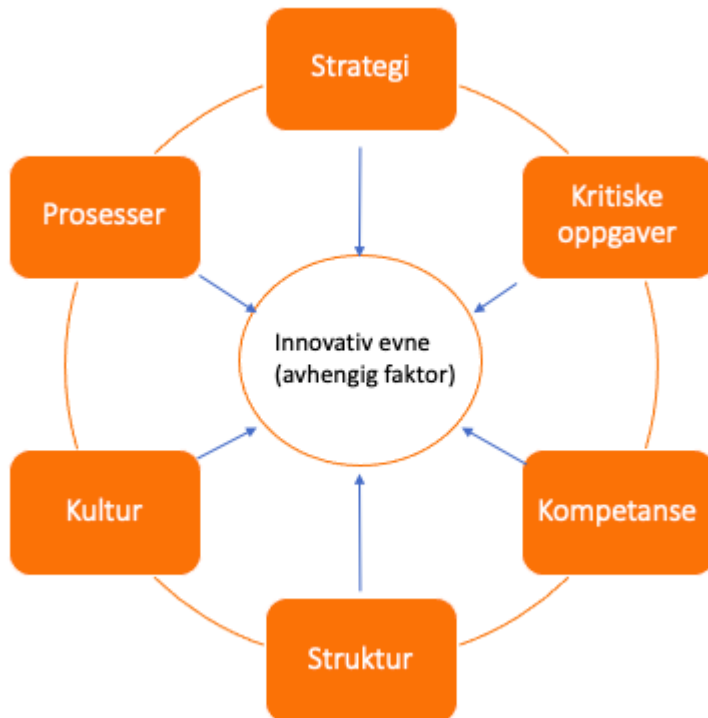 Strategi
Prosesser
Kritiske
oppgaver
Innovativ evne
(avhengig faktor)
Kultur
Kompetanse
Struktur